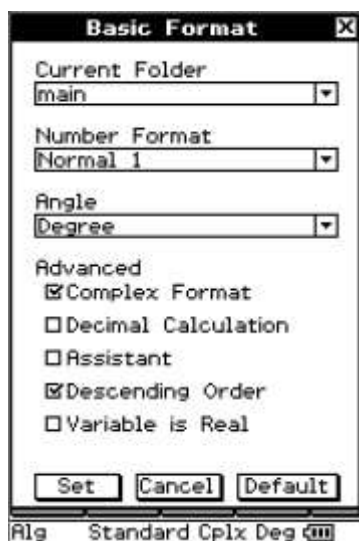 Basic Format
Current Folder
main
Number Format
Normal 1
Angle
Degree
Advanced
Complex Format
Decimal Calculation
Assistant
Descending Order
Variable is Real
Set Cancel Default
Alg Standard Cplx Deg